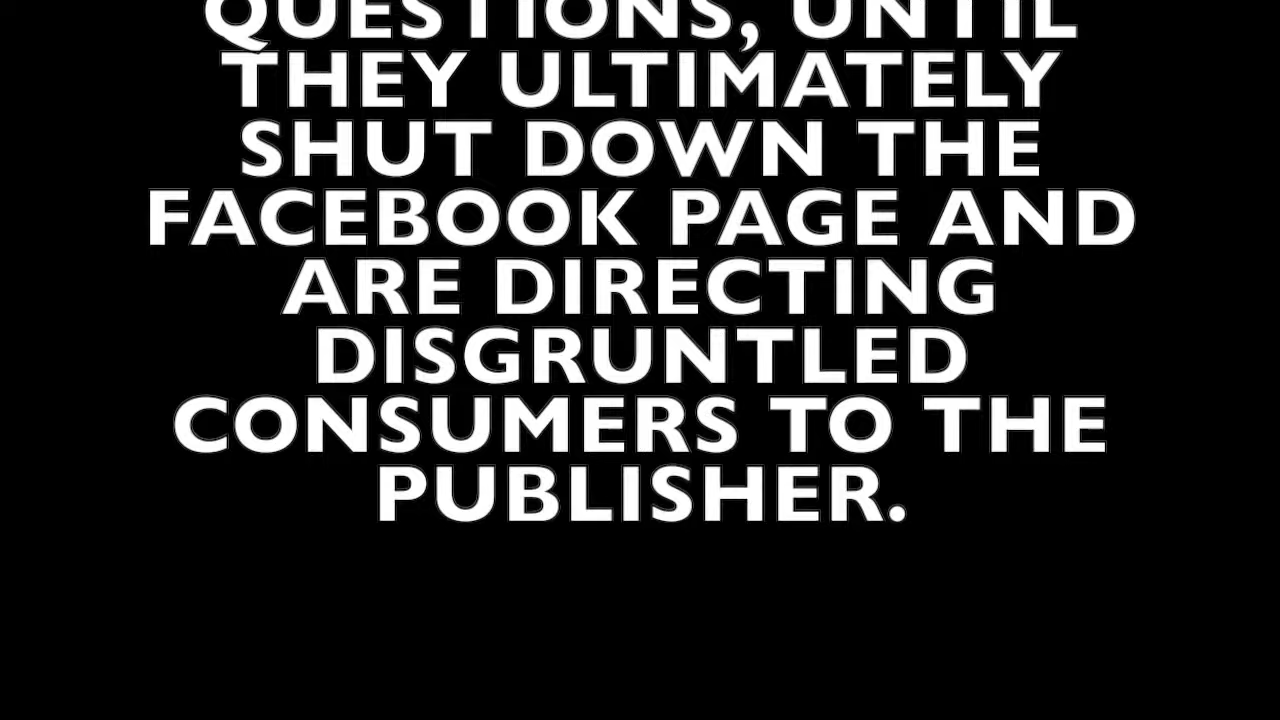 QUESTIONS, UNTIL
THEY ULTIMATELY
SHUT DOWN THE
FACEBOOK PAGE AND
ARE DIRECTING
DISGRUNTLED
CONSUMERS TO THE
PUBLISHER.